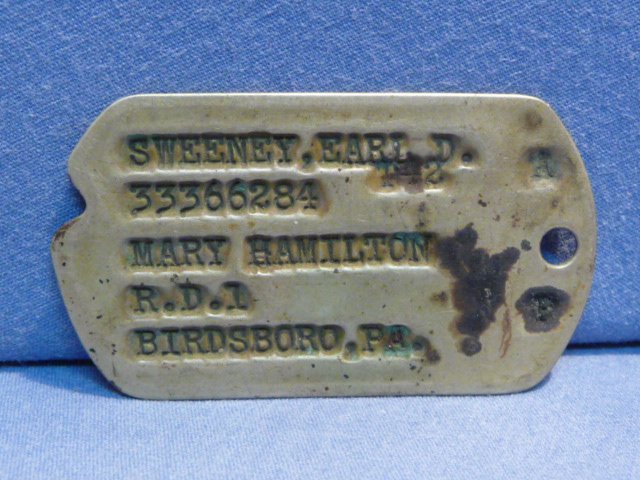 SWEENEY,EARL D.
33366284
A
MARY HAMILTON
R.D.1
BIRDSBORO,PA.